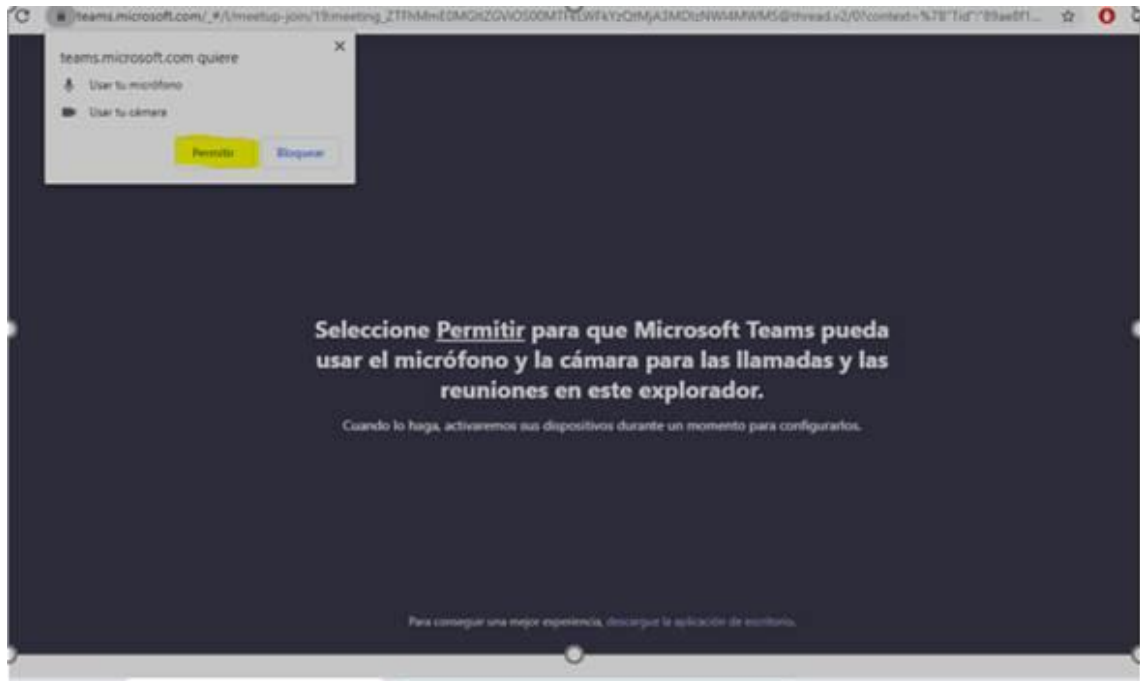 teams.microsoft.com quiere
Usar tu micrófono
Usar tu cámara
Permitir
Bloquear
Seleccione Permitir para que Microsoft Teams pueda
usar el micrófono y la cámara para las llamadas y las
reuniones en este explorador.
Cuando lo haga, activaremos sus dispositivos durante un momento para configurarlos.
Para conseguir una mejor experiencia, descargue la aplicación de escritorio.